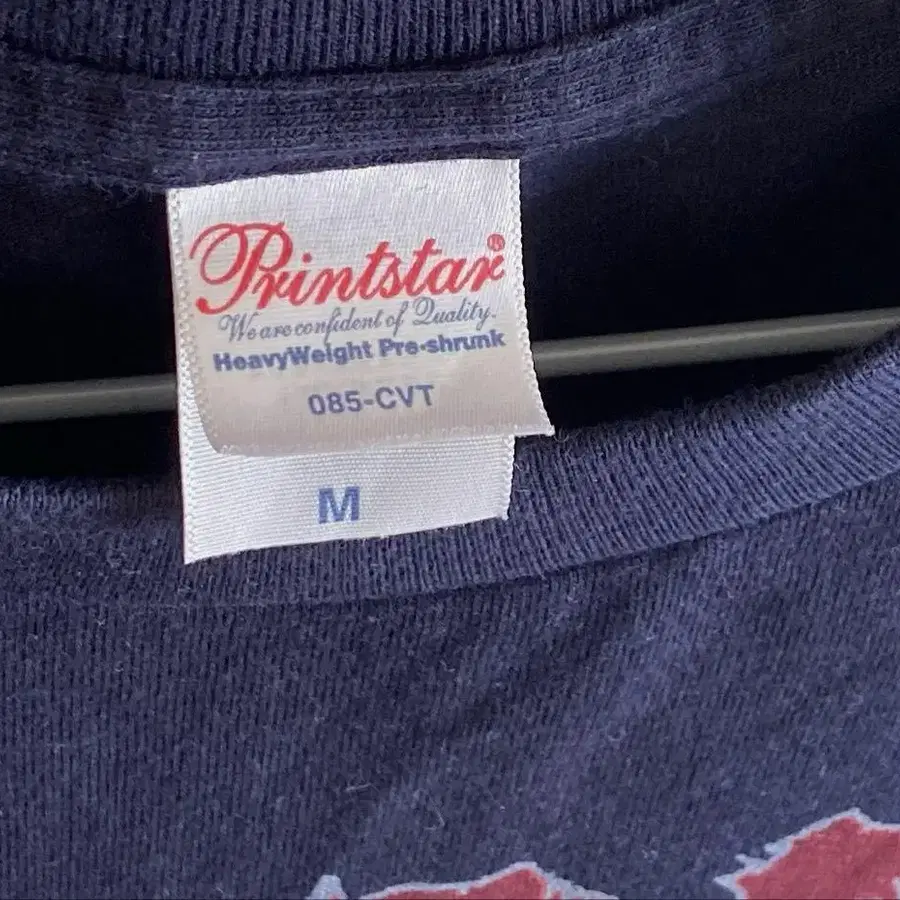 Printstar®
We are confident of Quality.
HeavyWeight Pre-shrunk
085-CVT
M